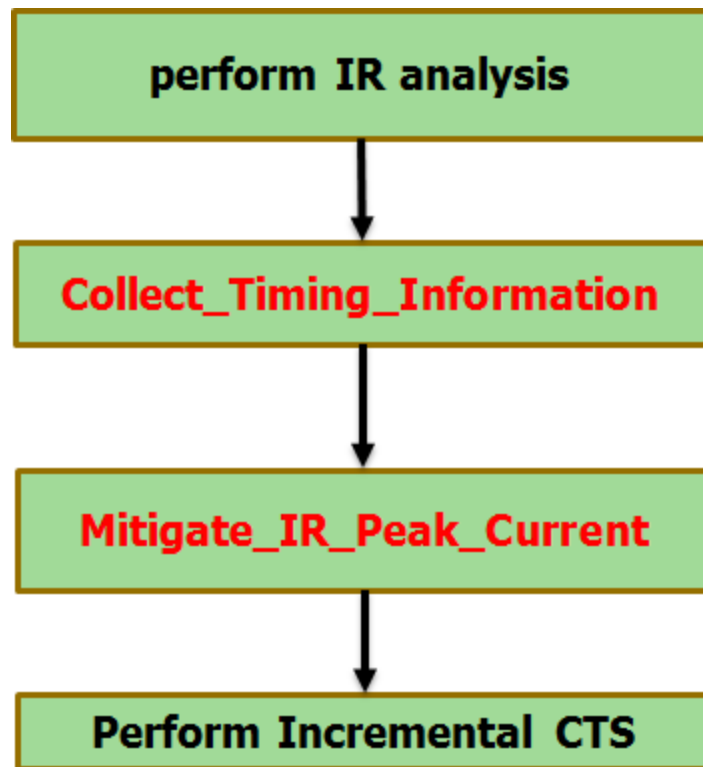 perform IR analysis
Collect_Timing_Information
Mitigate_IR_Peak_Current
Perform Incremental CTS